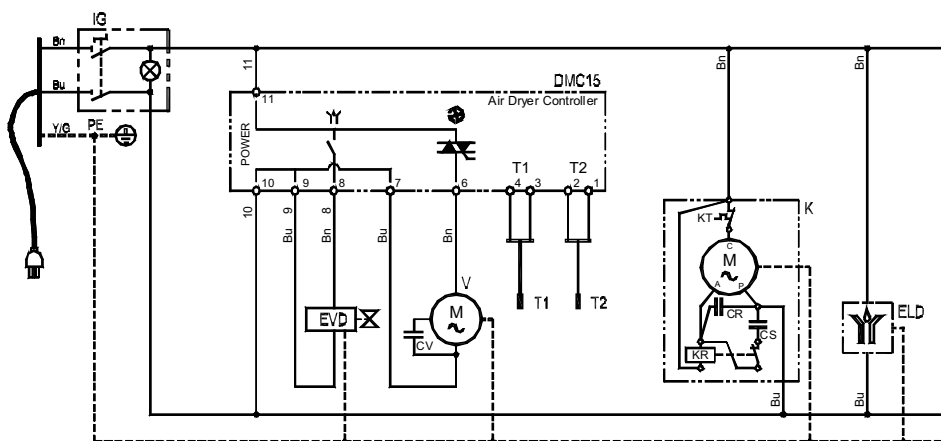 IG
Bn
Bu
Y/G
PE
11
DMC15
11
Air Dryer Controller
POWER
T1
T2
10
9
8
7
6
4
3
2
1
10
Bu
9
Bn
8
Bu
Bn
V
EVD
M
CV
T1
T2
Bn
K
KT
C
M
A
P
CR
CS
KR
Bu
Bn
ELD
Bu